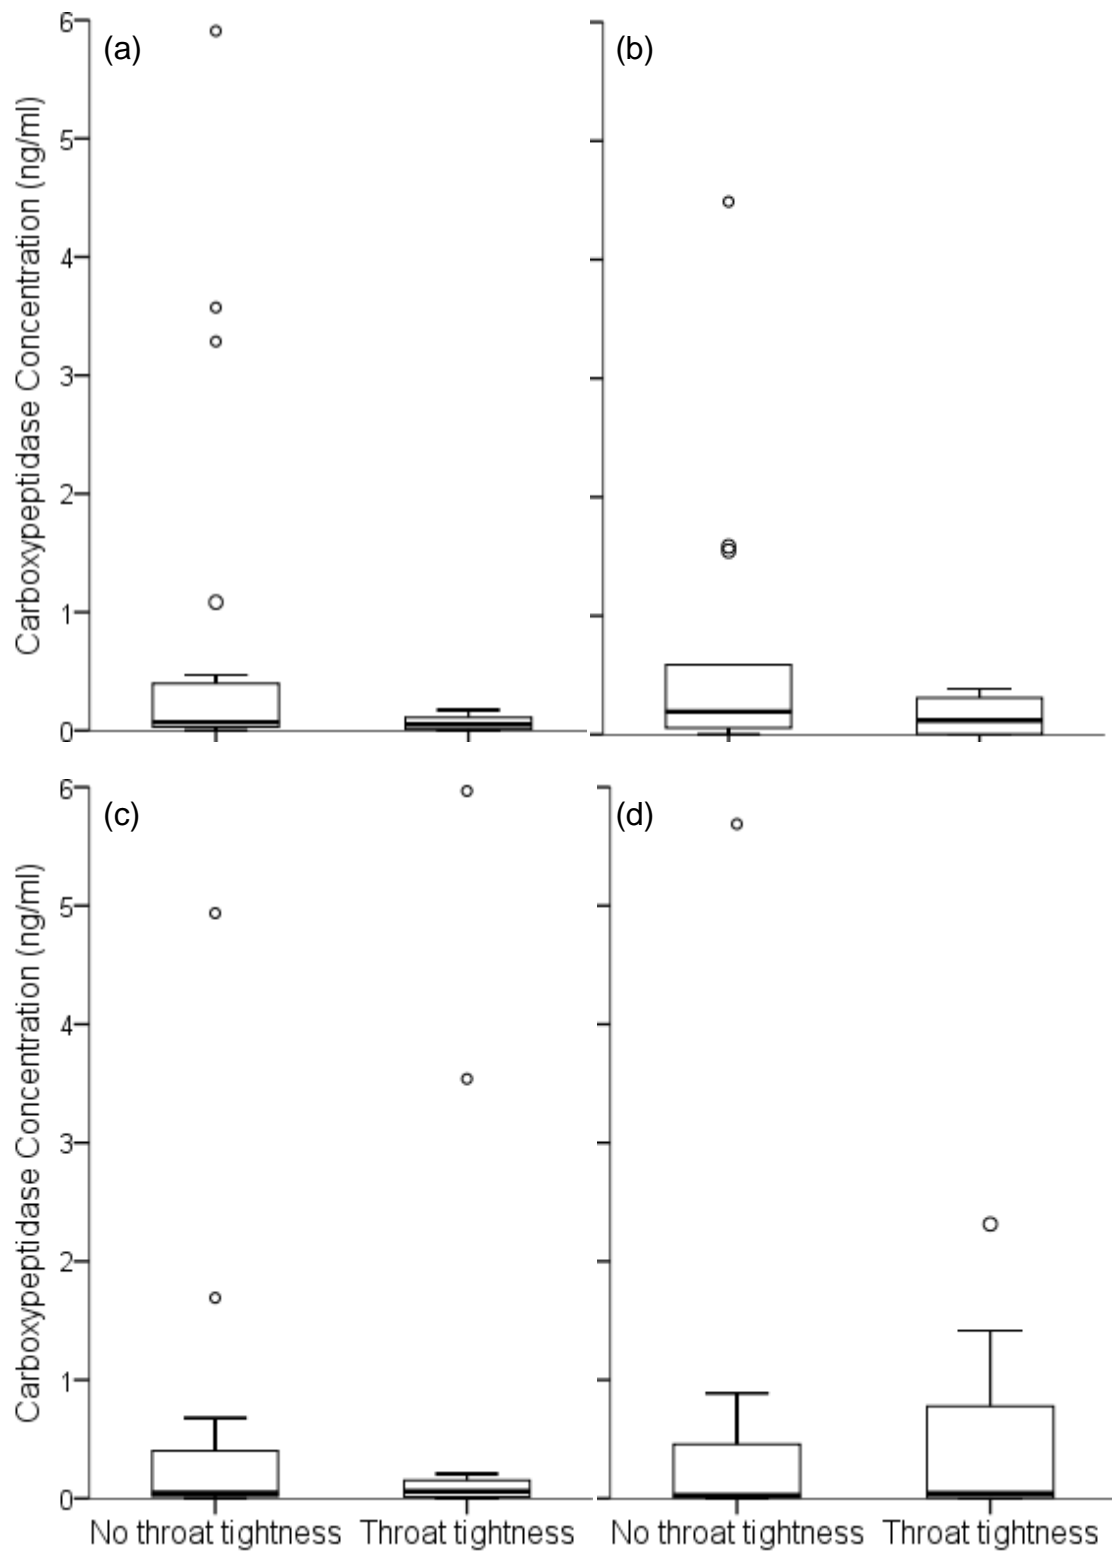 (a)
(b)
Carboxypeptidase Concentration (ng/ml)
6
5
4
3
2
1
0
(c)
(d)
Carboxypeptidase Concentration (ng/ml)
6
5
4
3
2
1
0
No throat tightness
Throat tightness
No throat tightness
Throat tightness